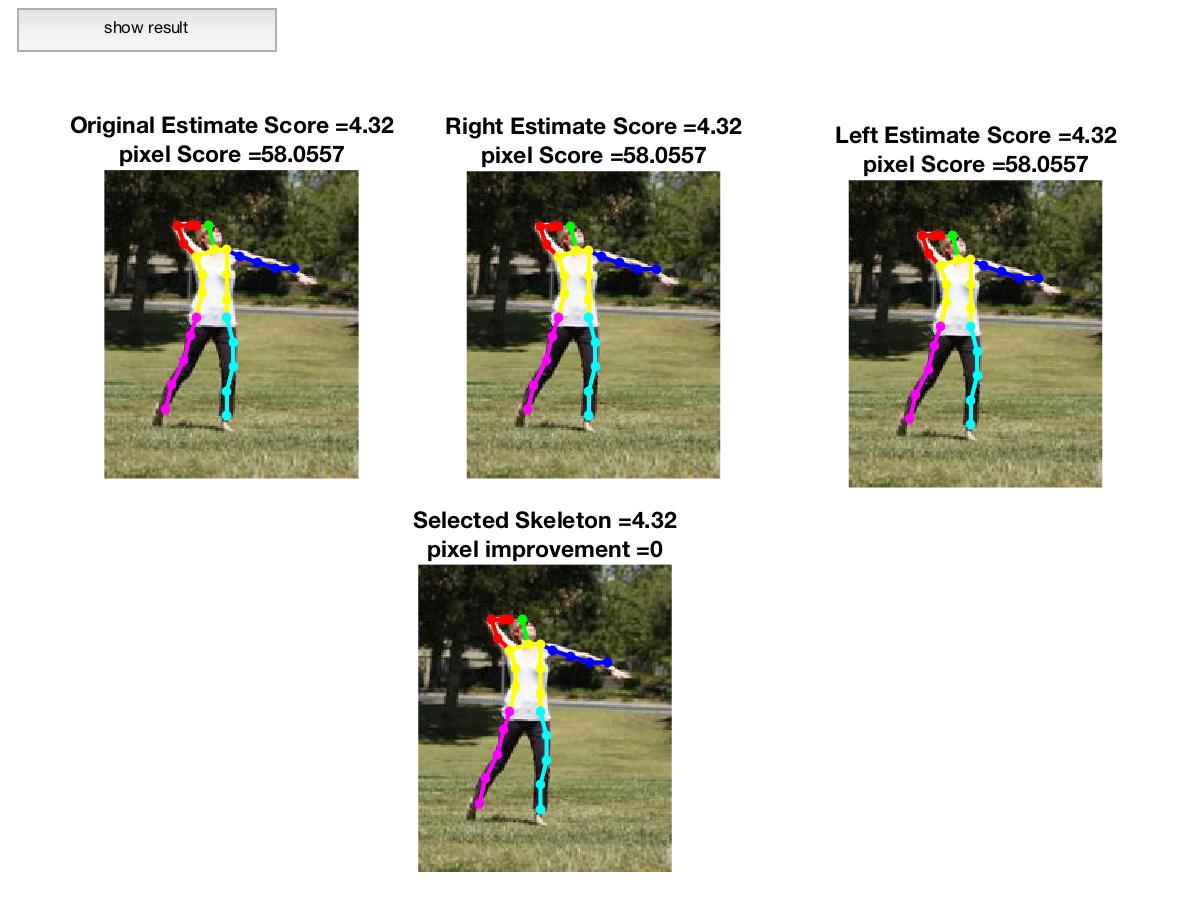 show result
Original Estimate Score =4.32
pixel Score =58.0557
Right Estimate Score =4.32
pixel Score =58.0557
Left Estimate Score =4.32
pixel Score =58.0557
Selected Skeleton =4.32
pixel improvement =0